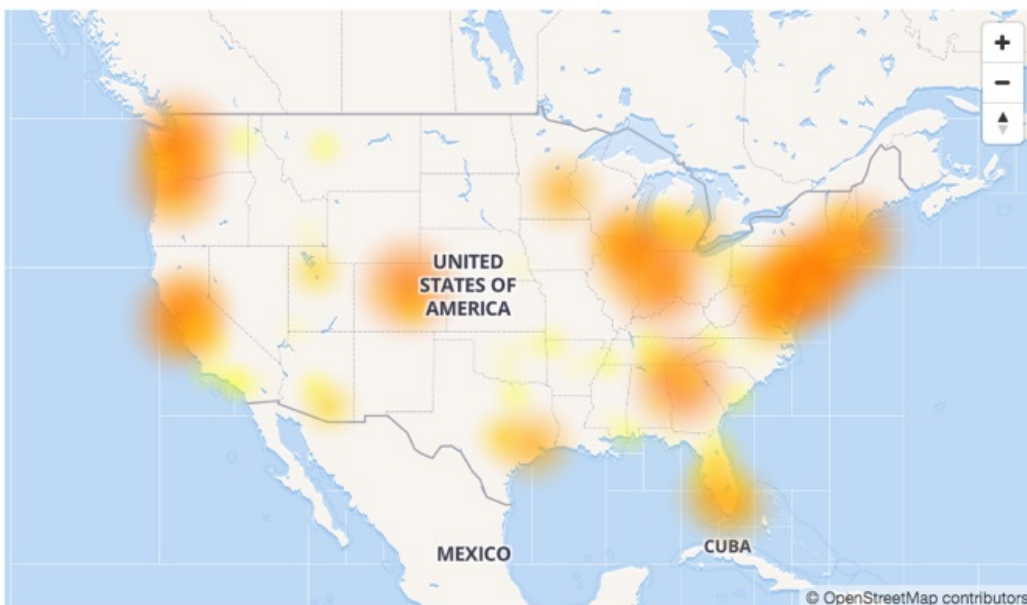 +
−
UNITED
STATES OF
AMERICA
MEXICO
CUBA
© OpenStreetMap contributors